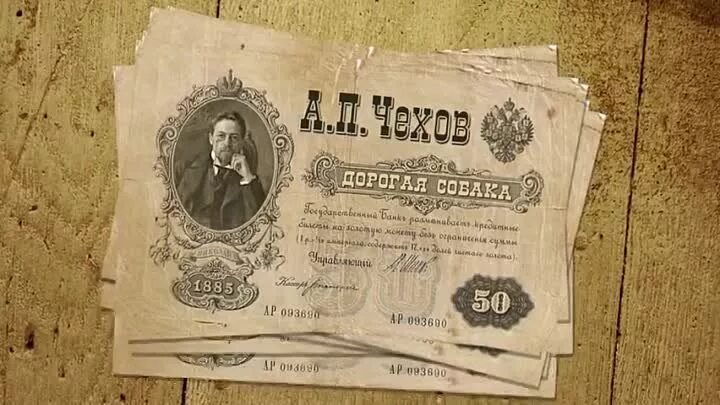 А.П. Чехов
ДОРОГАЯ СОБАКА
Государственный Банкъ размѣниваетъ кредитные
билеты на золотую монету безъ ограниченія суммы
Управляющій
1885
50
АР 093690
АР 093690
АР 093690
АР 093690